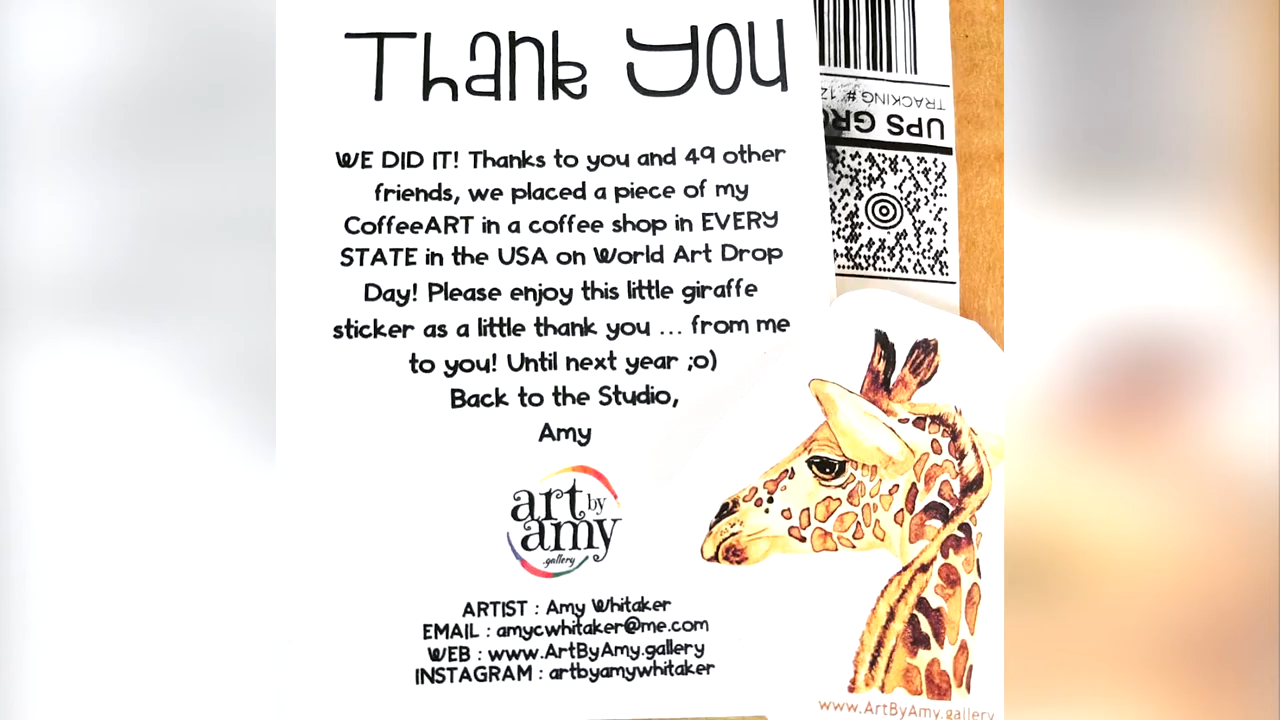 Thank You
WE DID IT! Thanks to you and 49 other
friends, we placed a piece of my
CoffeeART in a coffee shop in EVERY
STATE in the USA on World Art Drop
Day! Please enjoy this little giraffe
sticker as a little thank you ... from me
to you! Until next year ;o)
Back to the Studio,
Amy
art by
amy
.gallery
ARTIST : Amy Whitaker
EMAIL : amycwhitaker@me.com
WEB : www.ArtByAmy.gallery
INSTAGRAM : artbyamywhitaker
TRACKING #
UPS
www.ArtByAmy.gallery